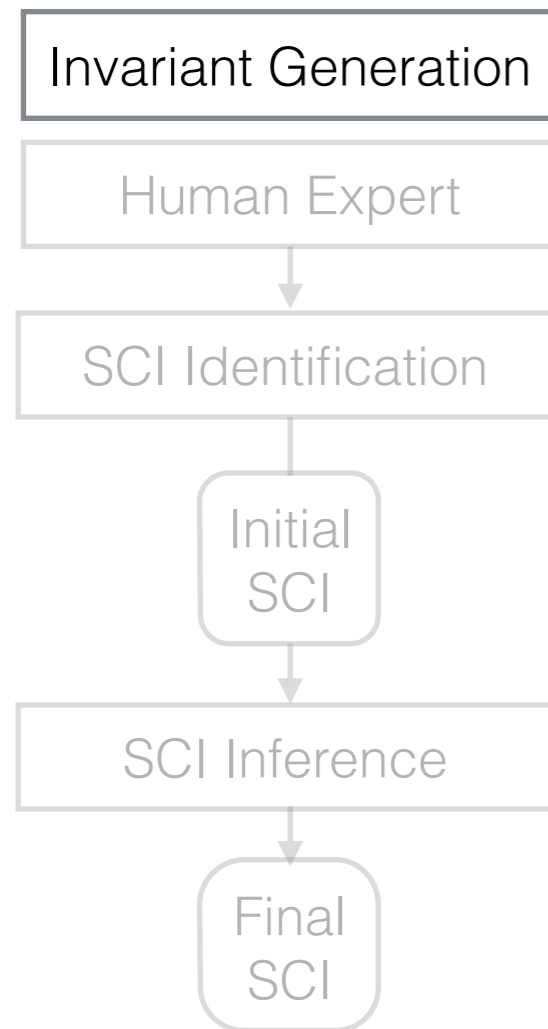 Invariant Generation
Human Expert
SCI Identification
Initial
SCI
SCI Inference
Final
SCI